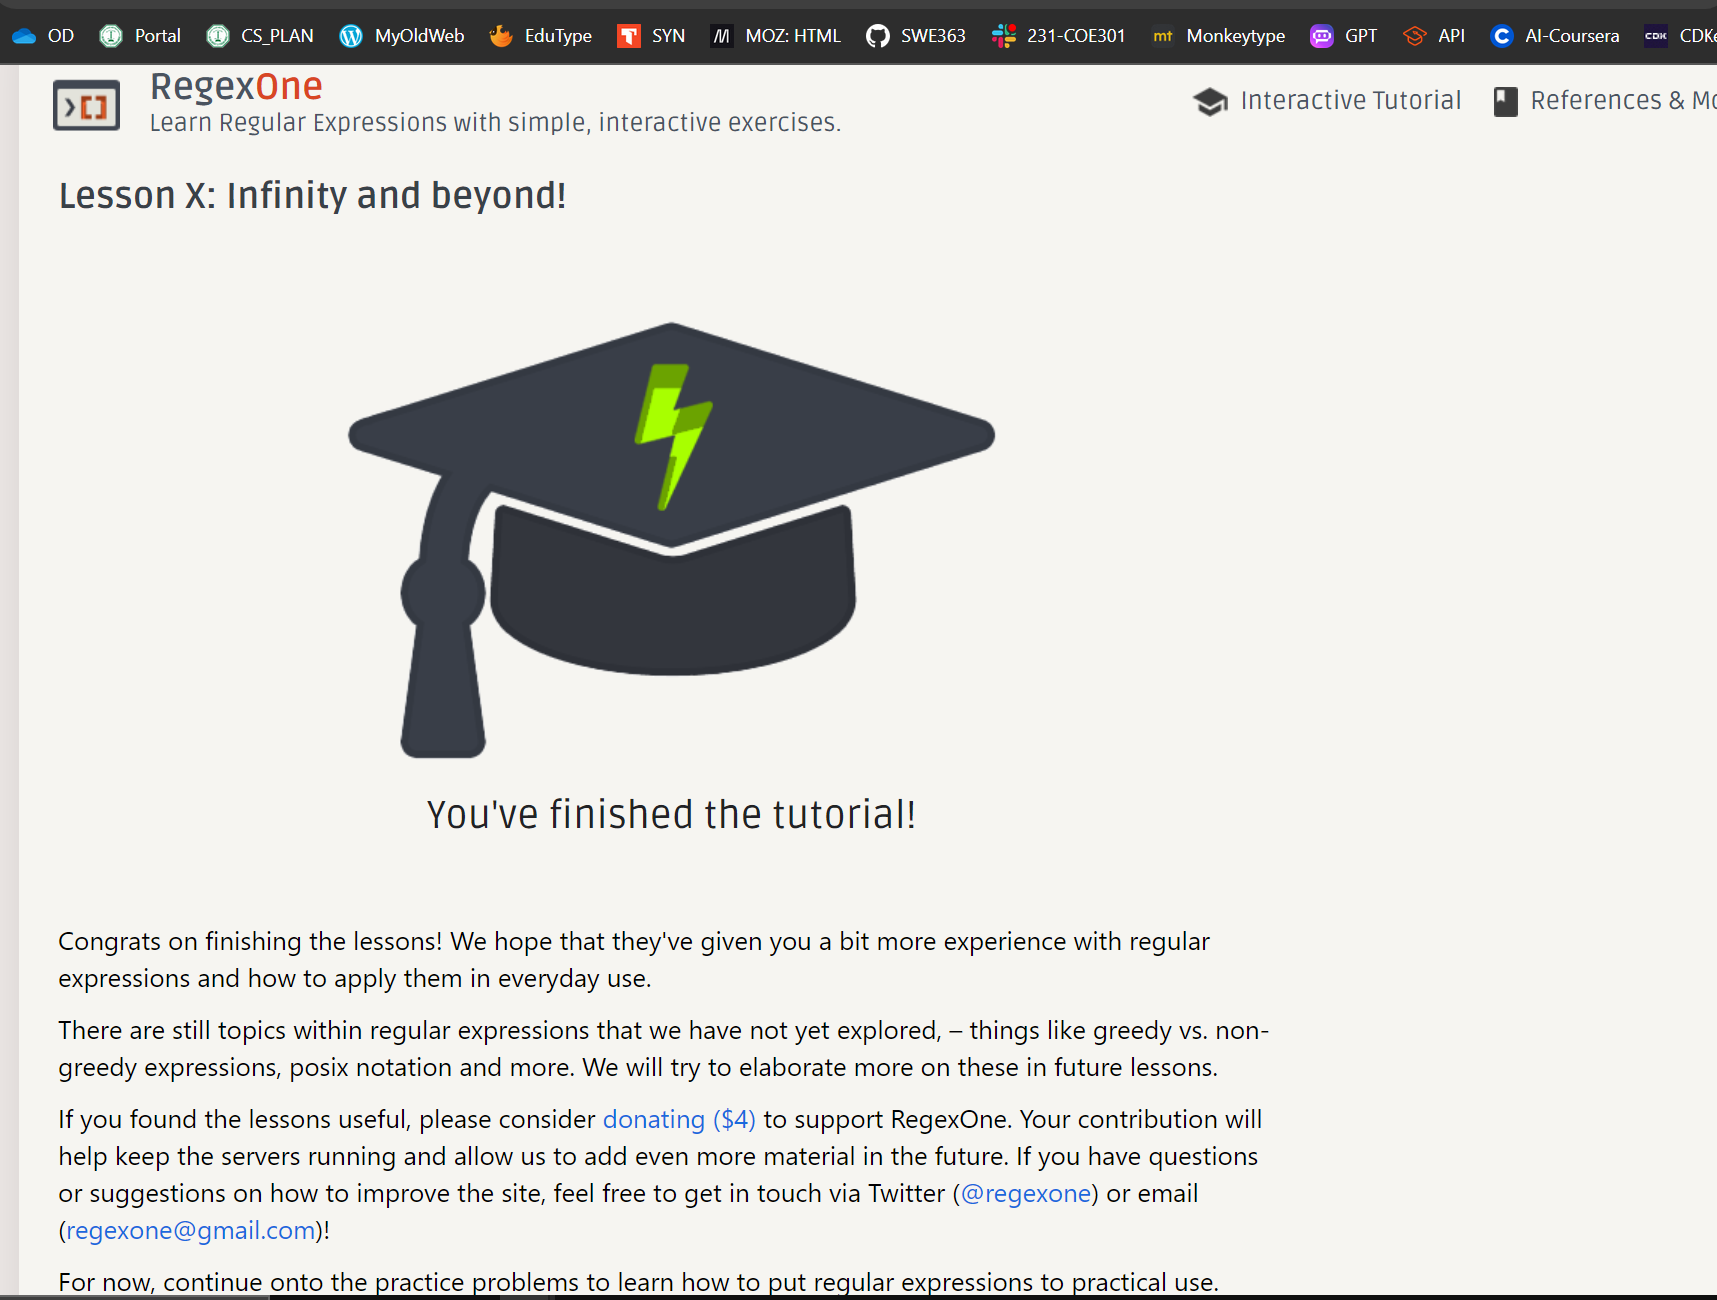 OD Portal CS_PLAN MyOldWeb EduType SYN MOZ: HTML SWE363 231-COE301 mt Monkeytype GPT API AI-Coursera CDK
RegexOne
Learn Regular Expressions with simple, interactive exercises.
Interactive Tutorial References &
Lesson X: Infinity and beyond!
You've finished the tutorial!
Congrats on finishing the lessons! We hope that they've given you a bit more experience with regular
expressions and how to apply them in everyday use.
There are still topics within regular expressions that we have not yet explored, – things like greedy vs. non-
greedy expressions, posix notation and more. We will try to elaborate more on these in future lessons.
If you found the lessons useful, please consider donating ($4) to support RegexOne. Your contribution will
help keep the servers running and allow us to add even more material in the future. If you have questions
or suggestions on how to improve the site, feel free to get in touch via Twitter (@regexone) or email
(regexone@gmail.com)!
For now, continue onto the practice problems to learn how to put regular expressions to practical use.